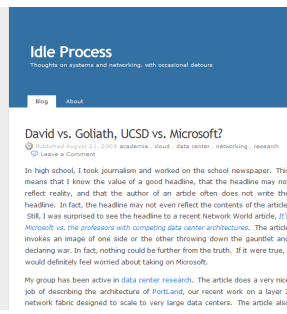 Idle Process
Thoughts on systems and networking, with occasional detours
Blog About
David vs. Goliath, UCSD vs. Microsoft?
Published August 21, 2009 academia . cloud . data center . networking . research
Leave a Comment
In high school, I took journalism and worked on the school newspaper. This
means that I know the value of a good headline, that the headline may not
reflect reality, and that the author of an article often does not write the
headline. In fact, the headline may not even reflect the contents of the article.
Still, I was surprised to see the headline to a recent Network World article, It's
Microsoft vs. the professors with competing data center architectures. The article
invokes an image of one side or the other throwing down the gauntlet and
declaring war. In fact, nothing could be further from the truth. If it were true, I
would definitely feel worried about taking on Microsoft.
My group has been active in data center research. The article does a very nice
job of describing the architecture of PortLand, our recent work on a layer 2
network fabric designed to scale to very large data centers. The article also